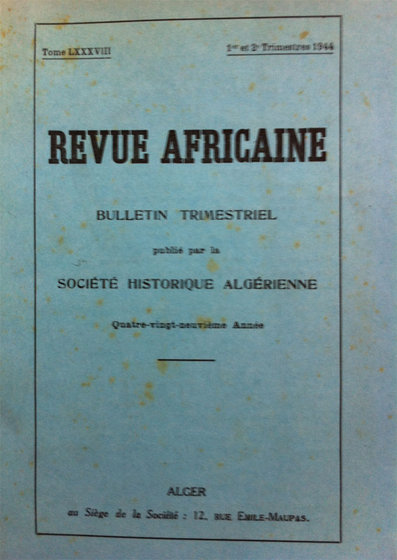 Tome LXXXVIII
1er et 2e Trimestres 1944
REVUE AFRICAINE
BULLETIN TRIMESTRIEL
publié par la
SOCIÉTÉ HISTORIQUE ALGÉRIENNE
Quatre-vingt-neuvième Année
ALGER
au Siège de la Société : 12, RUE EMILE-MAUPAS.